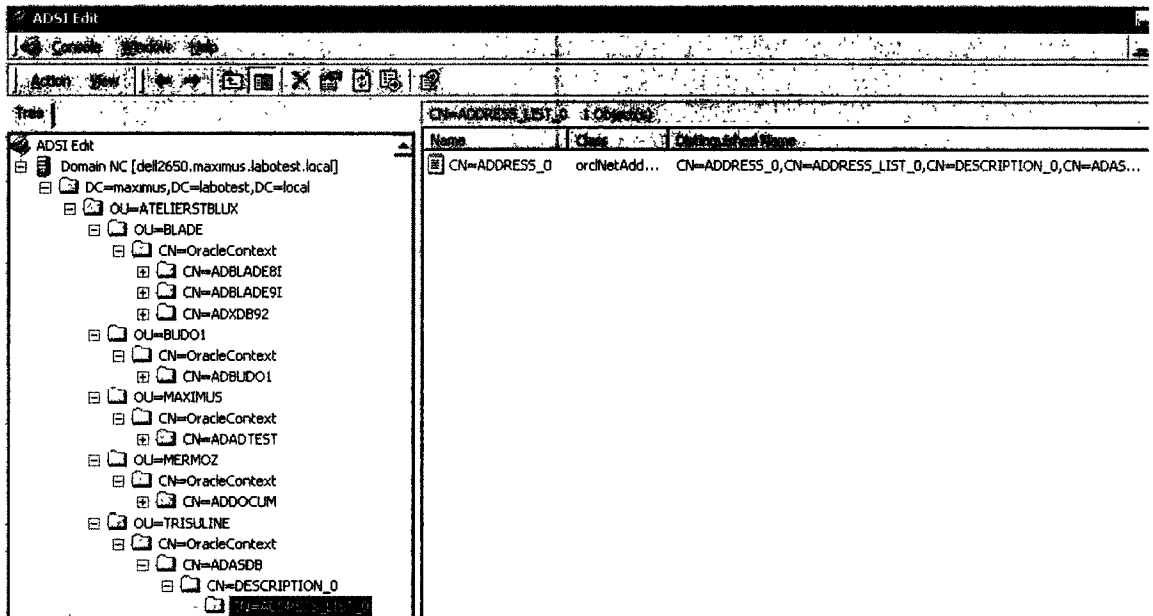 ADSI Edit
Console Window Help
Action View
Tree
CN=ADDRESS_LIST_0 1 Object(s)
ADSI Edit
Name Class Distinguished Name
Domain NC [dell2650.maximus.labotest.local]
CN=ADDRESS_0 orclNetAdd... CN=ADDRESS_0,CN=ADDRESS_LIST_0,CN=DESCRIPTION_0,CN=ADAS...
DC=maximus,DC=labotest,DC=local
OU=ATELIERSTBLUX
OU=BLADE
CN=OracleContext
CN=ADBLADE8I
CN=ADBLADE9I
CN=ADXDB92
OU=BUDO1
CN=OracleContext
CN=ADBUDO1
OU=MAXIMUS
CN=OracleContext
CN=ADADTEST
OU=MERMOZ
CN=OracleContext
CN=ADDOCUM
OU=TRISULINE
CN=OracleContext
CN=ADASDB
CN=DESCRIPTION_0
CN=ADDRESS_LIST_0